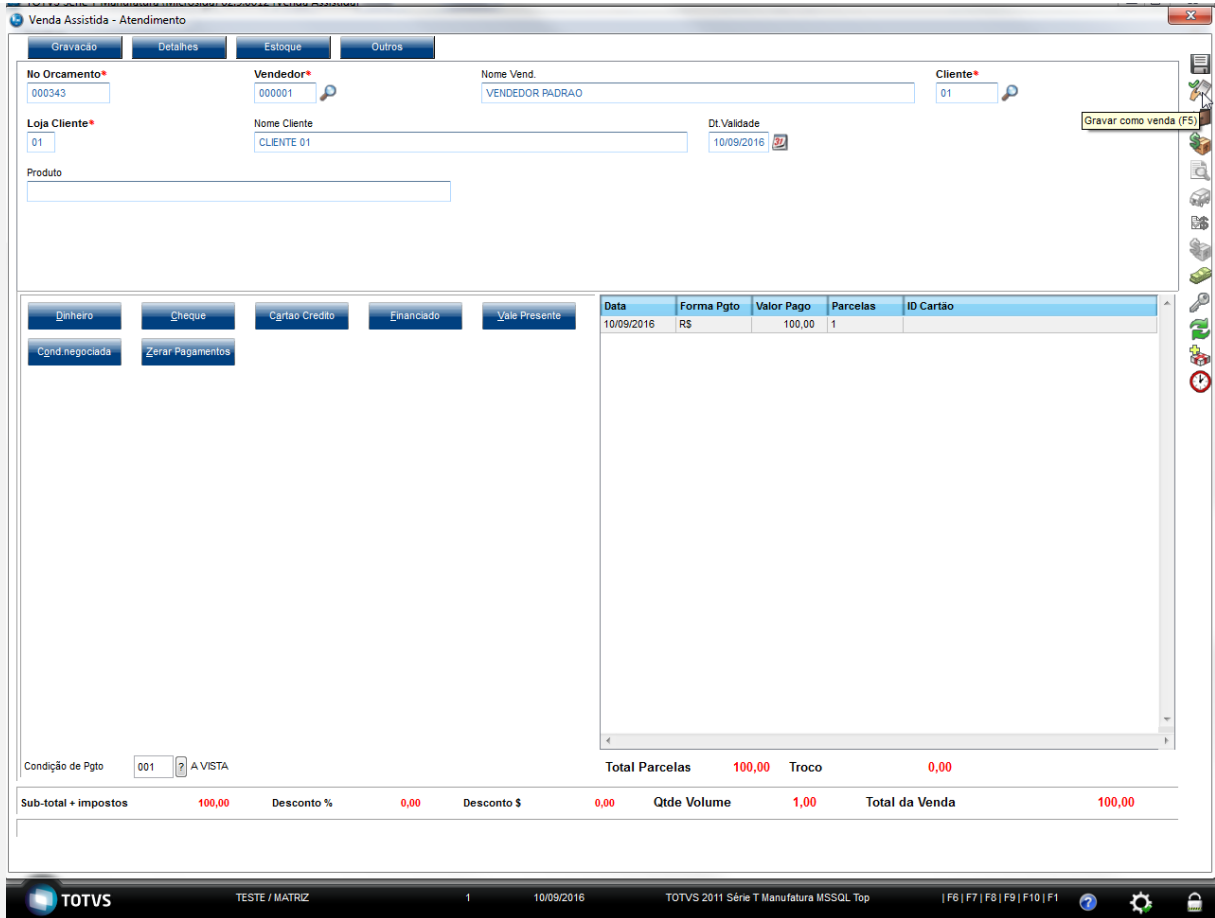 Venda Assistida - Atendimento
Gravacão Detalhes Estoque Outros
No Orcamento* Vendedor* Nome Vend. Cliente*
000343 000001 VENDEDOR PADRAO 01
Gravar como venda (F5)
Loja Cliente* Nome Cliente Dt.Validade
01 CLIENTE 01 10/09/2016
Produto
Dinheiro Cheque Cartao Credito Financiado Vale Presente
Cond.negociada Zerar Pagamentos
Data Forma Pgto Valor Pago Parcelas ID Cartão
10/09/2016 R$ 100,00 1
Condição de Pgto 001 ? A VISTA
Total Parcelas 100,00 Troco 0,00
Sub-total + impostos 100,00 Desconto % 0,00 Desconto $ 0,00 Qtde Volume 1,00 Total da Venda 100,00
TOTVS TESTE / MATRIZ 1 10/09/2016 TOTVS 2011 Série T Manufatura MSSQL Top | F6 | F7 | F8 | F9 | F10 | F1